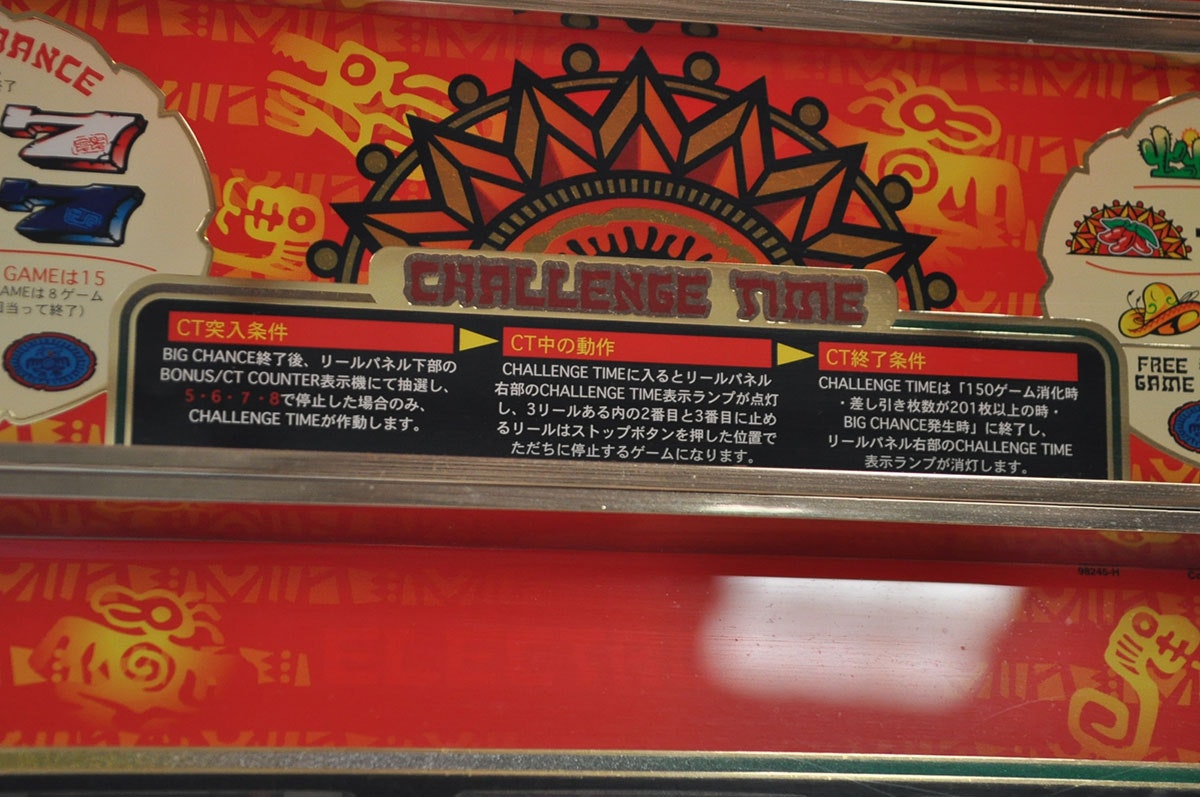 CHALLENGE TIME
CT突入条件
BIG CHANCE終了後、リールパネル下部の
BONUS/CT COUNTER表示機にて抽選し、
5・6・7・8で停止した場合のみ、
CHALLENGE TIMEが作動します。
CT中の動作
CHALLENGE TIMEに入るとリールパネル
右部のCHALLENGE TIME表示ランプが点灯
し、3リールある内の2番目と3番目に止め
るリールはストップボタンを押した位置で
ただちに停止するゲームになります。
CT終了条件
CHALLENGE TIMEは「150ゲーム消化時
・差し引き枚数が201枚以上の時・
BIG CHANCE発生時」に終了し、
リールパネル右部のCHALLENGE TIME
表示ランプが消灯します。
GAMEは15
GAMEは8ゲーム
当って終了）
FREE
GAME
98245-H